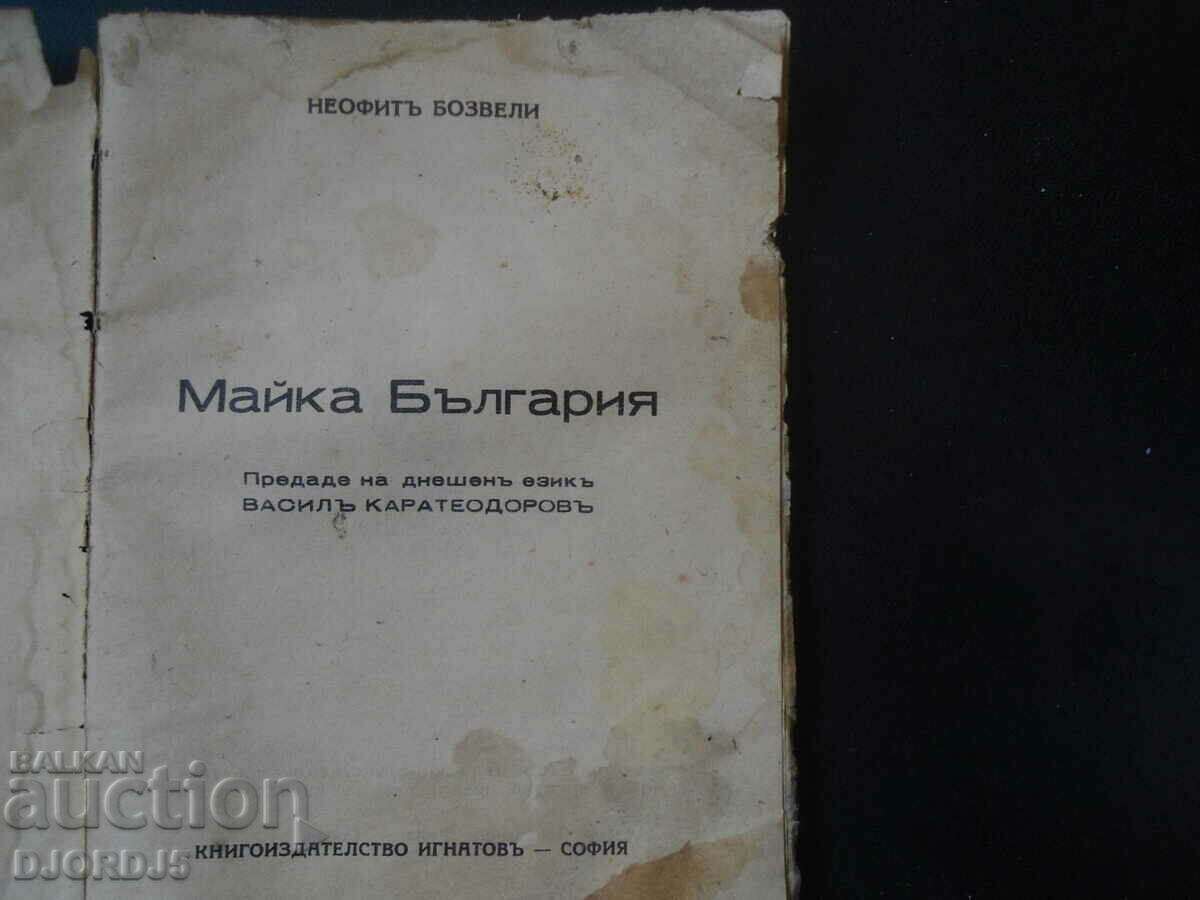 НЕОФИТЪ БОЗВЕЛИ
Майка България
Предаде на днешенъ езикъ
ВАСИЛЪ КАРАТЕОДОРОВЪ
КНИГОИЗДАТЕЛСТВО ИГНАТОВЪ — СОФИЯ
BALKAN
auction
DJORDJ5